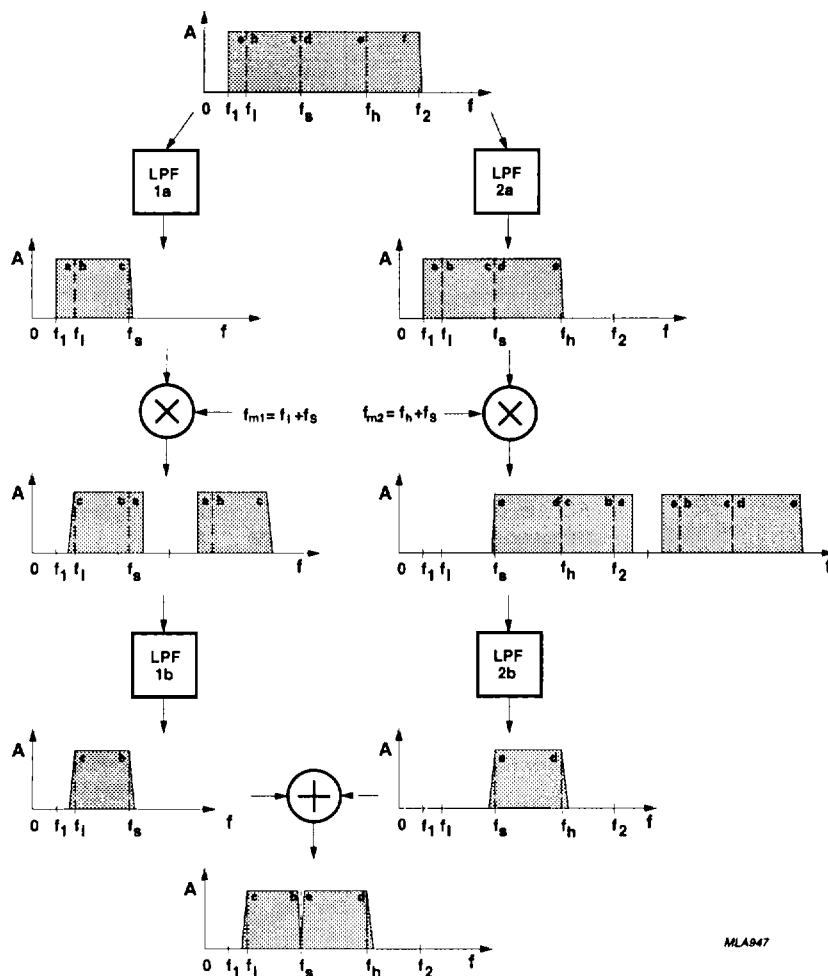 A a b c d e f
0 f1 fl fs fh f2 f
LPF 1a
LPF 2a
A a b c
0 f1 fl fs f
A a b c d e
0 f1 fl fs fh f2 f
fm1= fl +fS
fm2= fh+fS
A c b a a b c
0 f1 fl fs f
A e d c b a a b c d e
0 f1 fl fs fh f2 f
LPF 1b
LPF 2b
A c b
0 f1 fl fs f
A e d
0 f1 fl fs fh f2 f
A c b e d
0 f1 fl fs fh f2 f
MLA947